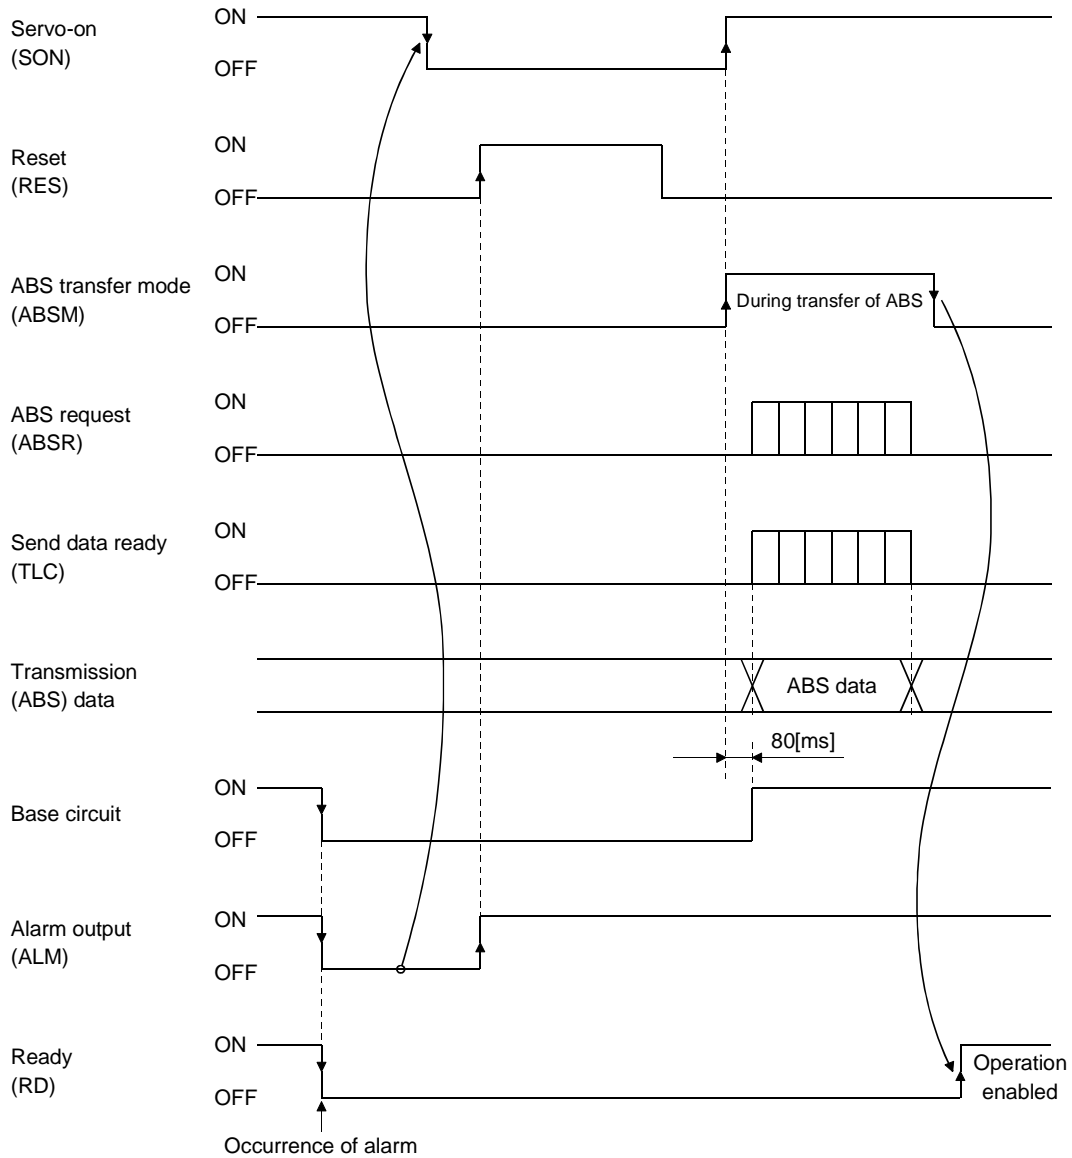 Servo-on
(SON)
ON
OFF
Reset
(RES)
ON
OFF
ABS transfer mode
(ABSM)
ON
OFF
During transfer of ABS
ABS request
(ABSR)
ON
OFF
Send data ready
(TLC)
ON
OFF
Transmission
(ABS) data
ABS data
80[ms]
Base circuit
ON
OFF
Alarm output
(ALM)
ON
OFF
Ready
(RD)
ON
OFF
Operation
enabled
Occurrence of alarm